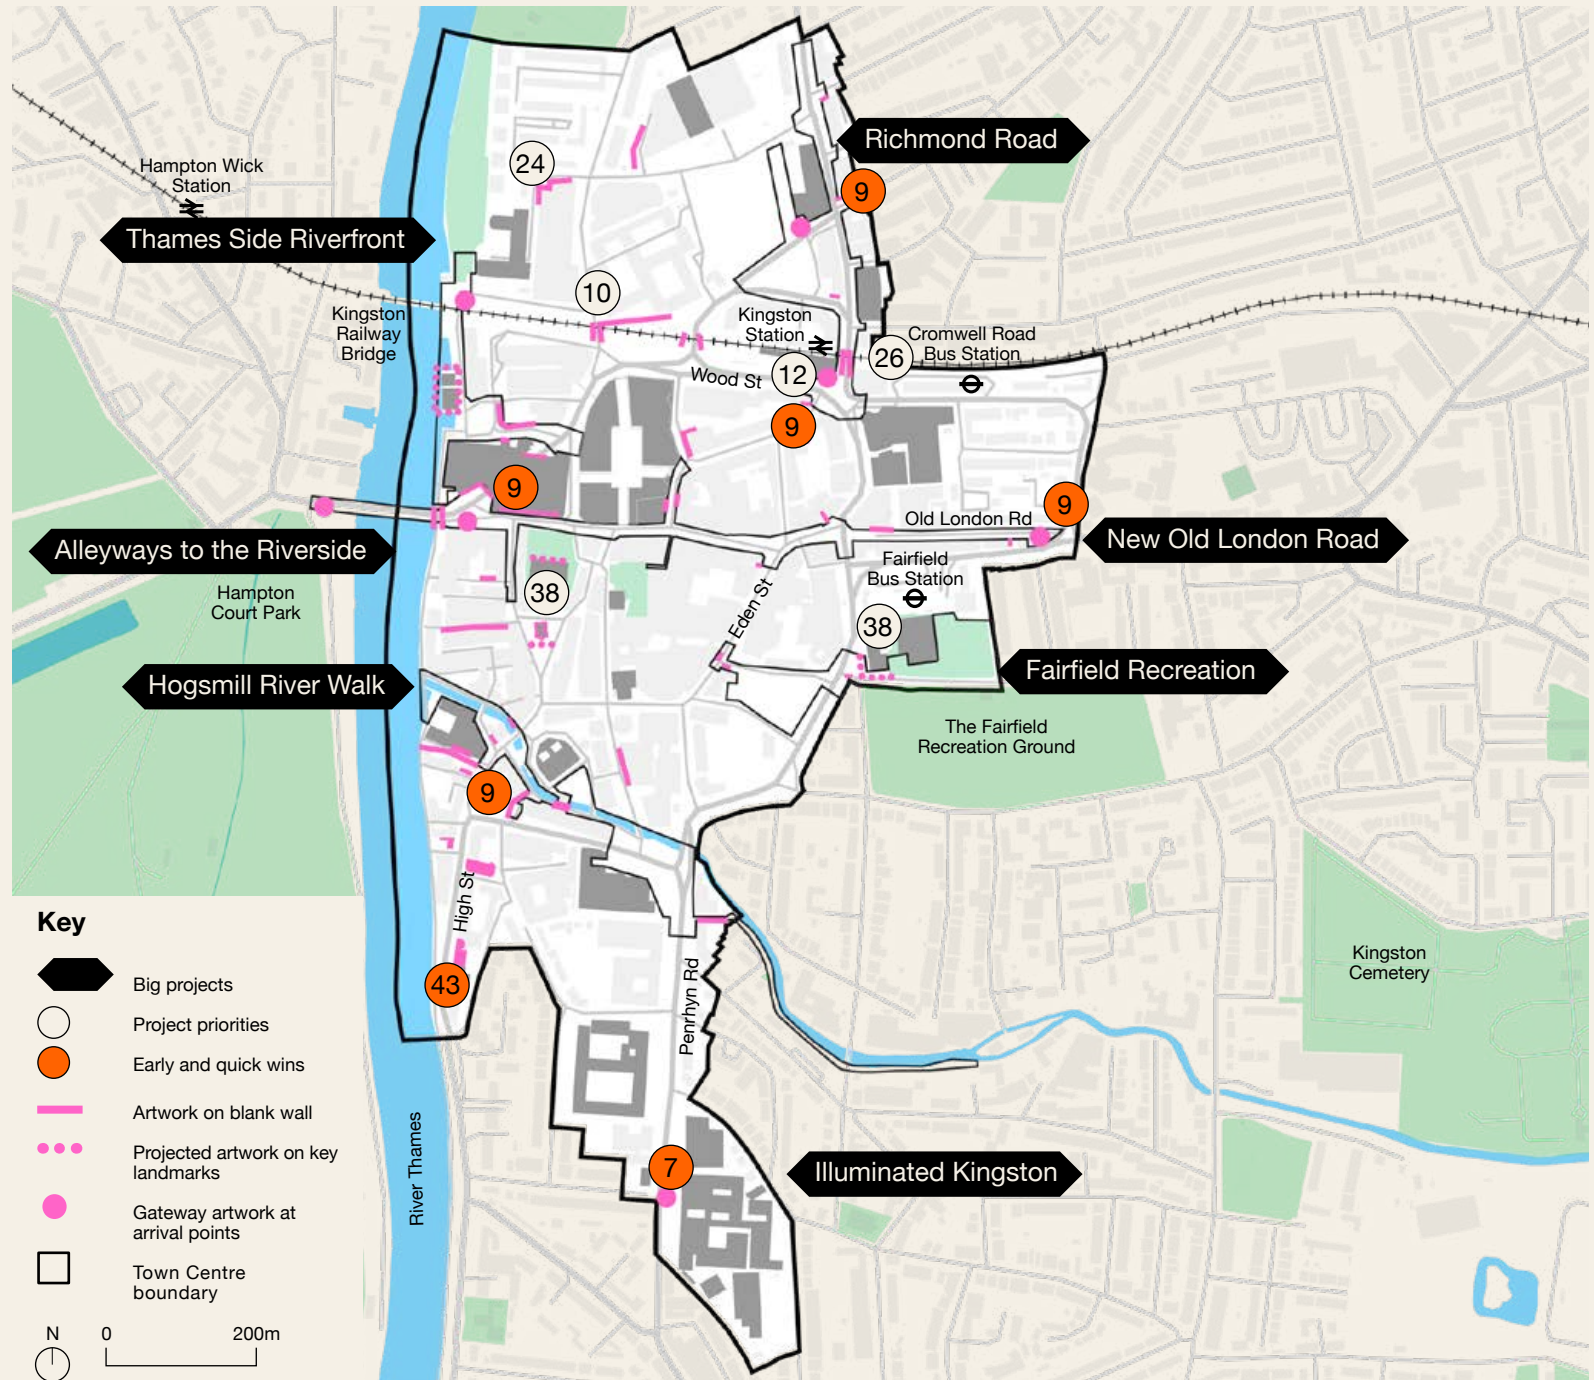 Richmond Road
24
Hampton Wick
Station
9
Thames Side Riverfront
10
Kingston
Railway
Bridge
Kingston
Station
Cromwell Road
Bus Station
26
12
Wood St
9
9
9
Old London Rd
New Old London Road
Alleyways to the Riverside
Fairfield
Bus Station
Hampton
Court Park
38
Eden St
38
Hogsmill River Walk
Fairfield Recreation
The Fairfield
Recreation Ground
9
High St
43
Penrhyn Rd
Kingston
Cemetery
River Thames
7
Illuminated Kingston
Key
Big projects
Project priorities
Early and quick wins
Artwork on blank wall
Projected artwork on key
landmarks
Gateway artwork at
arrival points
Town Centre
boundary
N
0
200m